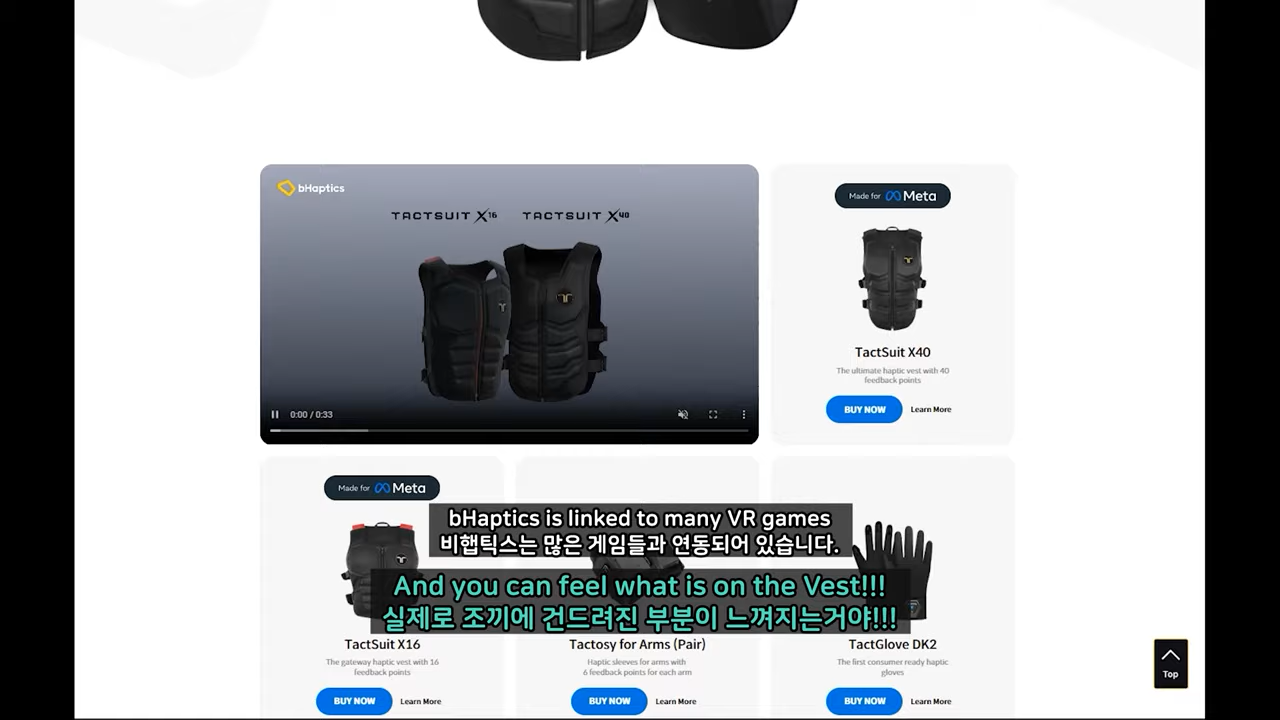 bHaptics
TACTSUIT X16 TACTSUIT X40
0:00 / 0:33
Made for Meta
TactSuit X40
The ultimate haptic vest with 40
feedback points
BUY NOW Learn More
Made for Meta
bHaptics is linked to many VR games
비햅틱스는 많은 게임들과 연동되어 있습니다.
And you can feel what is on the Vest!!!
실제로 조끼에 건드려진 부분이 느껴지는거야!!!
TactSuit X16
The gateway haptic vest with 16
feedback points
BUY NOW Learn More
Tactosy for Arms (Pair)
Haptic sleeves for arms with
6 feedback points for each arm
BUY NOW Learn More
TactGlove DK2
The first consumer ready haptic
gloves
BUY NOW Learn More
Top